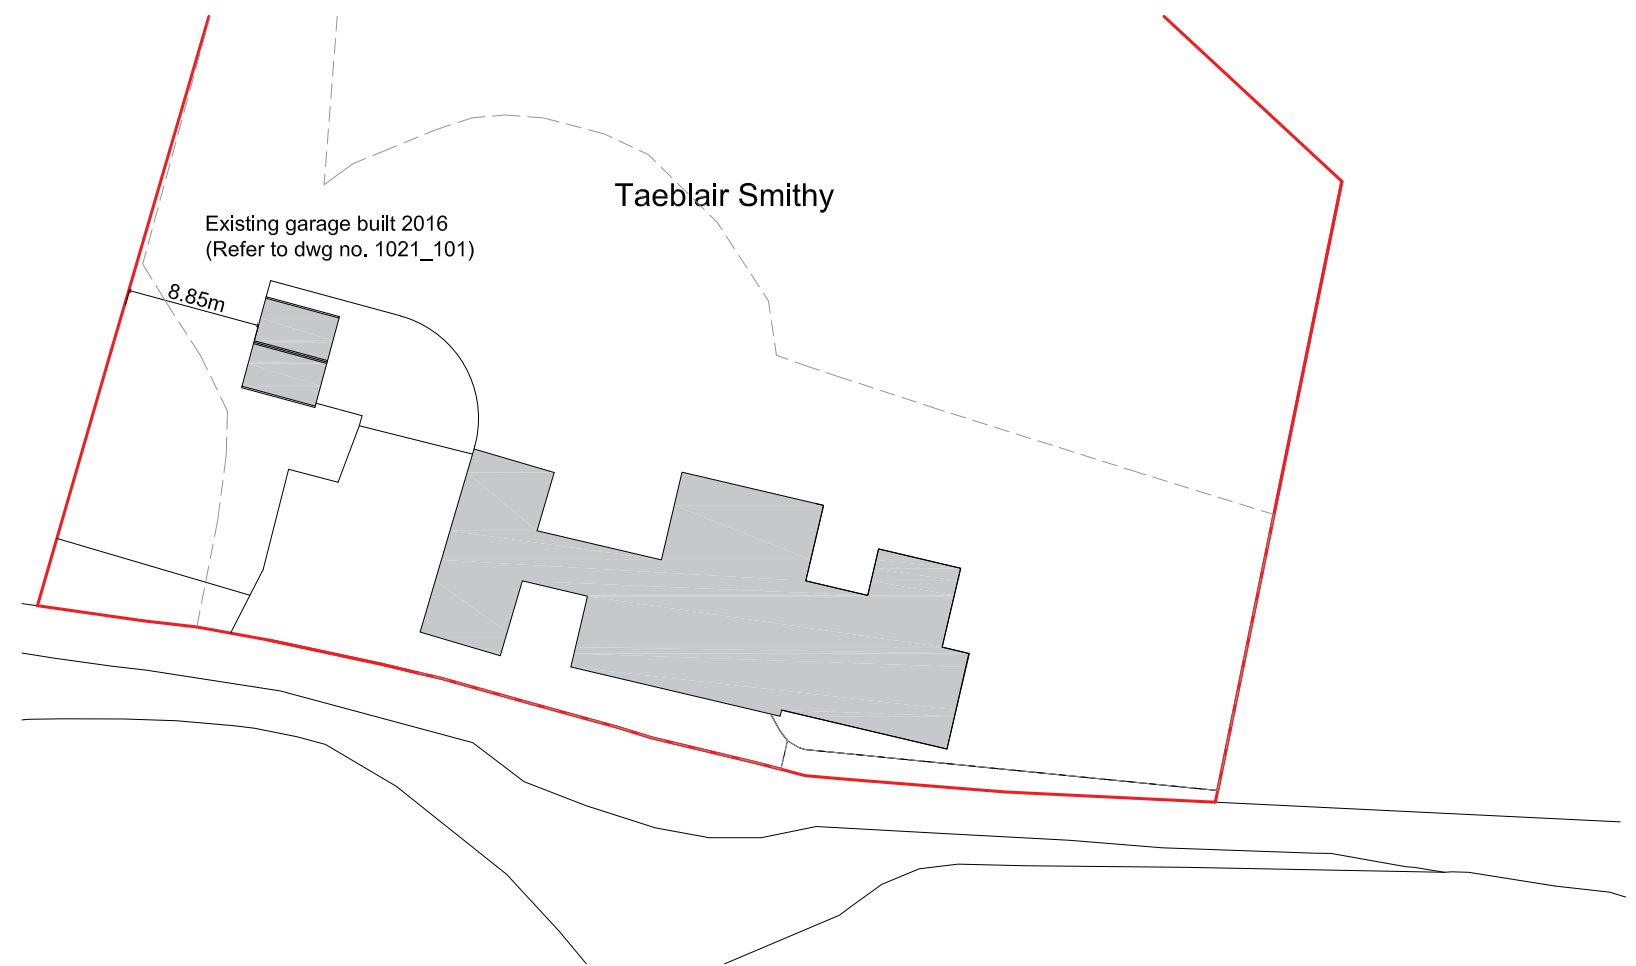 Taeblair Smithy
Existing garage built 2016
(Refer to dwg no. 1021_101)
8.85m